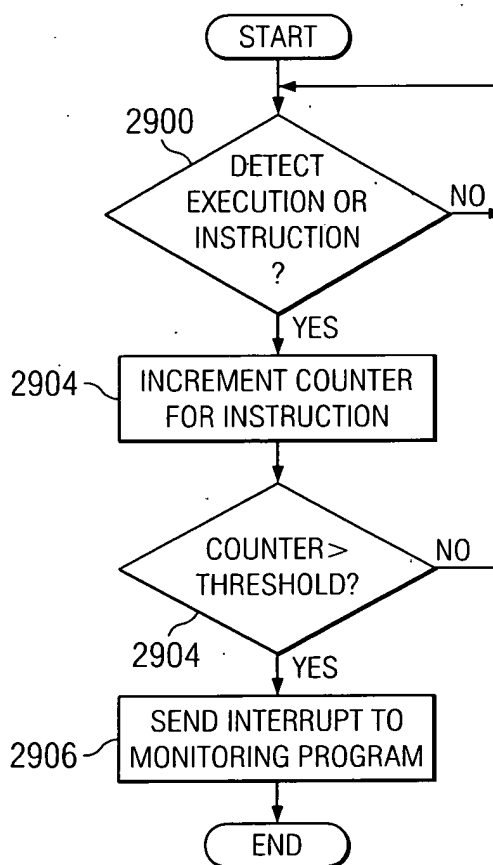 START
2900
DETECT
EXECUTION OR
INSTRUCTION
?
NO
YES
2904
INCREMENT COUNTER
FOR INSTRUCTION
COUNTER>
THRESHOLD?
NO
2904
YES
2906
SEND INTERRUPT TO
MONITORING PROGRAM
END